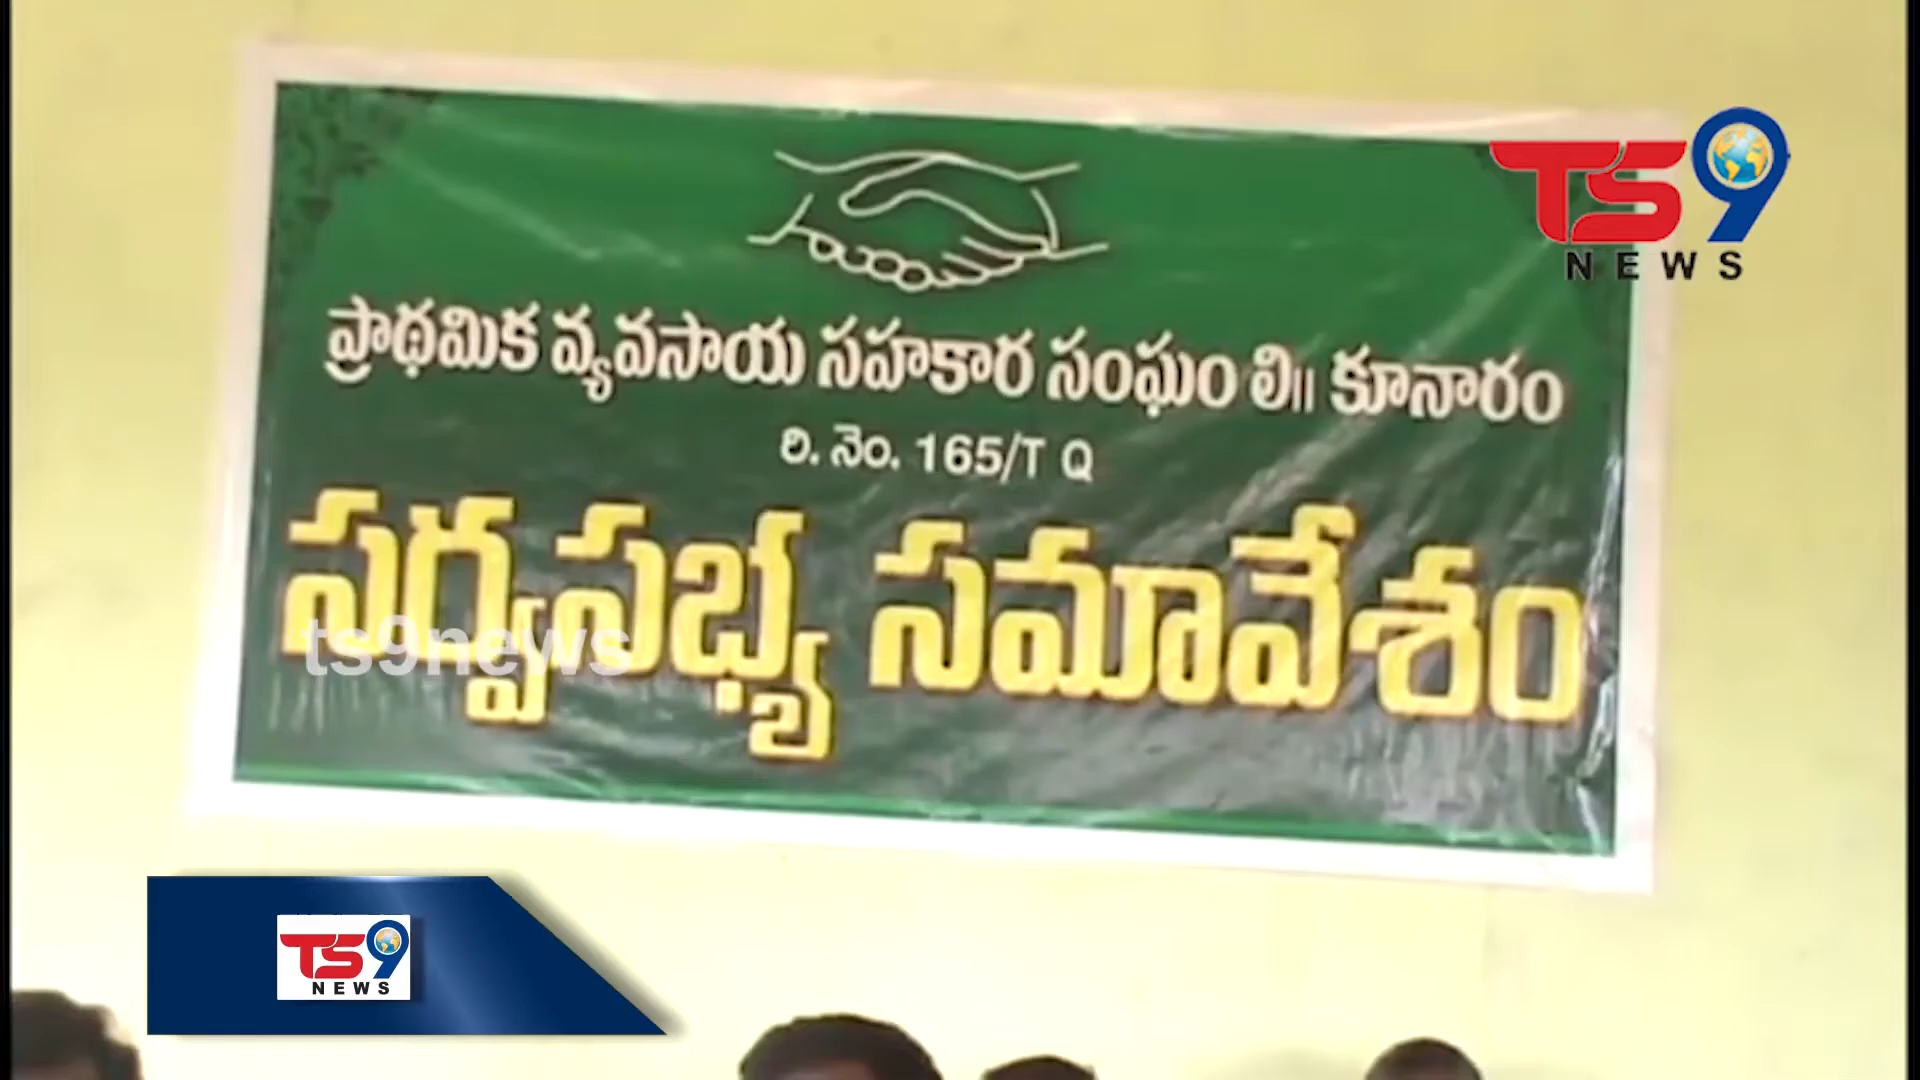 TS9
NEWS
ప్రాథమిక వ్యవసాయ సహకార సంఘం లి॥ కూనారం
రి. నెం. 165/T Q
సర్వసభ్య సమావేశం
ts9news
TS9
NEWS